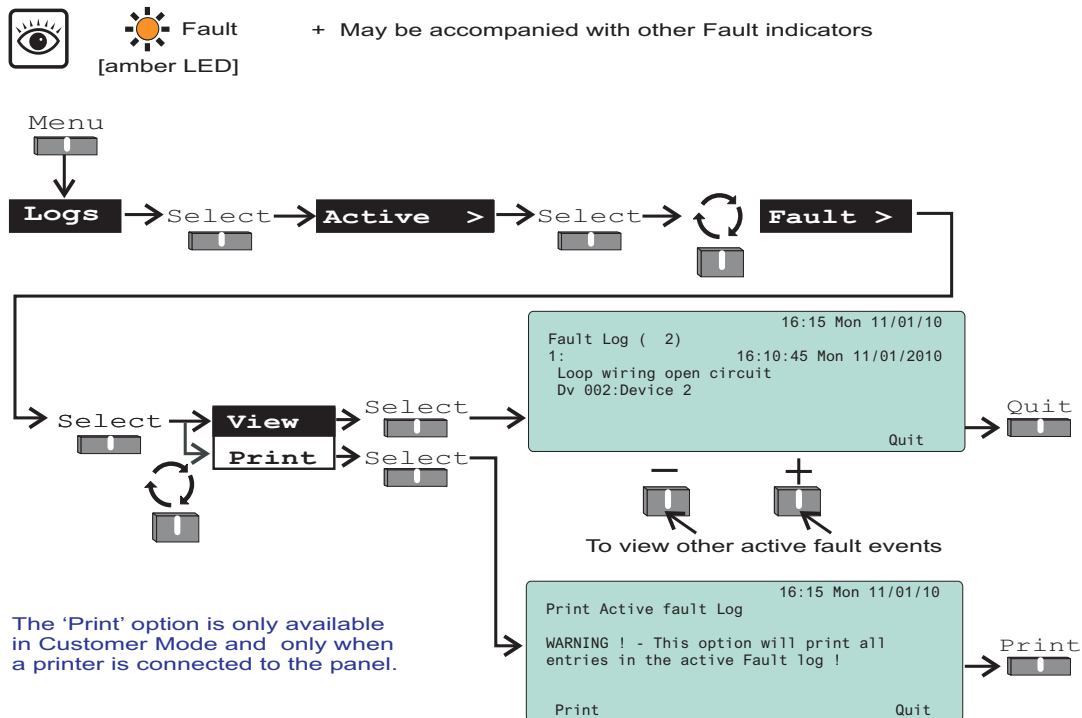 Fault + May be accompanied with other Fault indicators
[amber LED]
Menu
Logs Select Active > Select Fault >
16:15 Mon 11/01/10
Fault Log ( 2)
1: 16:10:45 Mon 11/01/2010
Loop wiring open circuit
Dv 002:Device 2
Quit
Select View Select
Print Select
Quit
- +
To view other active fault events
The ‘Print’ option is only available
in Customer Mode and only when
a printer is connected to the panel.
16:15 Mon 11/01/10
Print Active fault Log
WARNING ! - This option will print all
entries in the active Fault log !
Print Quit
Print